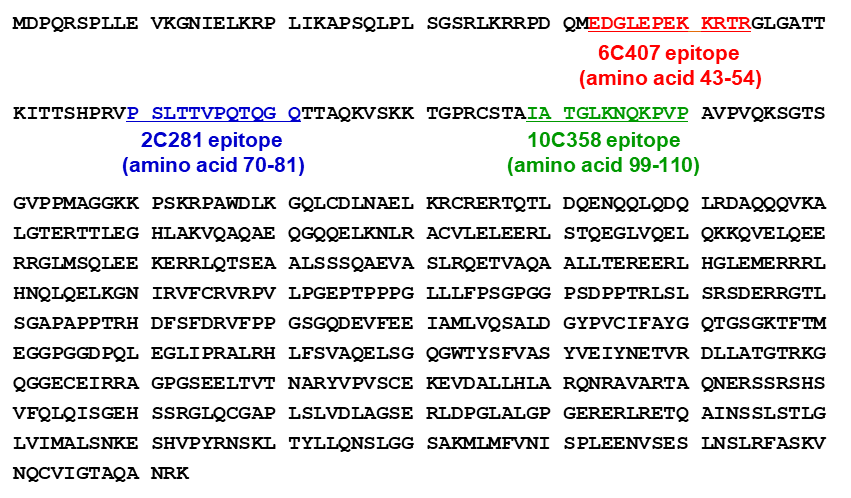 MDPQRSPLLE VKGNIELKRP LIKAPSQLPL SGSRLKRRPD QMEDGLEPEK KRTRGLGATT
6C407 epitope
(amino acid 43-54)
KITTSHPRVP SLTTVPQTQG QTTAQKVSKK TGPRCSTAIA TGLKNQKPVP AVPVQKSGTS
2C281 epitope 10C358 epitope
(amino acid 70-81) (amino acid 99-110)
GVPPMAGGKK PSKRPAWDLK GQLCDLNAEL KRCRERTQTL DQENQQLQDQ LRDAQQQVKA
LGTERTTLEG HLAKVQAQAE QGQQELKNLR ACVLELEERL STQEGLVQEL QKKQVELQEE
RRGLMSQLEE KERRLQTSEA ALSSSQAEVA SLRQETVAQA ALLTEREERL HGLEMERRRL
HNQLQELKGN IRVFCRVRPV LPGEPTPPPG LLLFPSGPGG PSDPPTRLSL SRSDERRGTL
SGAPAPPTRH DFSFDRVFPP GSGQDEVFEE IAMLVQSALD GYPVCIFAYG QTGSGKTFTM
EGGPGGDPQL EGLIPRALRH LFSVAQELSG QGWTYSFVAS YVEIYNETVR DLLATGTRKG
QGGECEIRRA GPGSEELTVT NARYVPVSCE KEVDALLHLA RQNRAVARTA QNERSSRSHS
VFQLQISGEH SSRGLQCGAP LSLVDLAGSE RLDPGLALGP GERERLRETQ AINSSLSTLG
LVIMALSNKE SHVPYRNSKL TYLLQNSLGG SAKMLMFVNI SPLEENVSES LNSLRFASKV
NQCVIGTAQA NRK